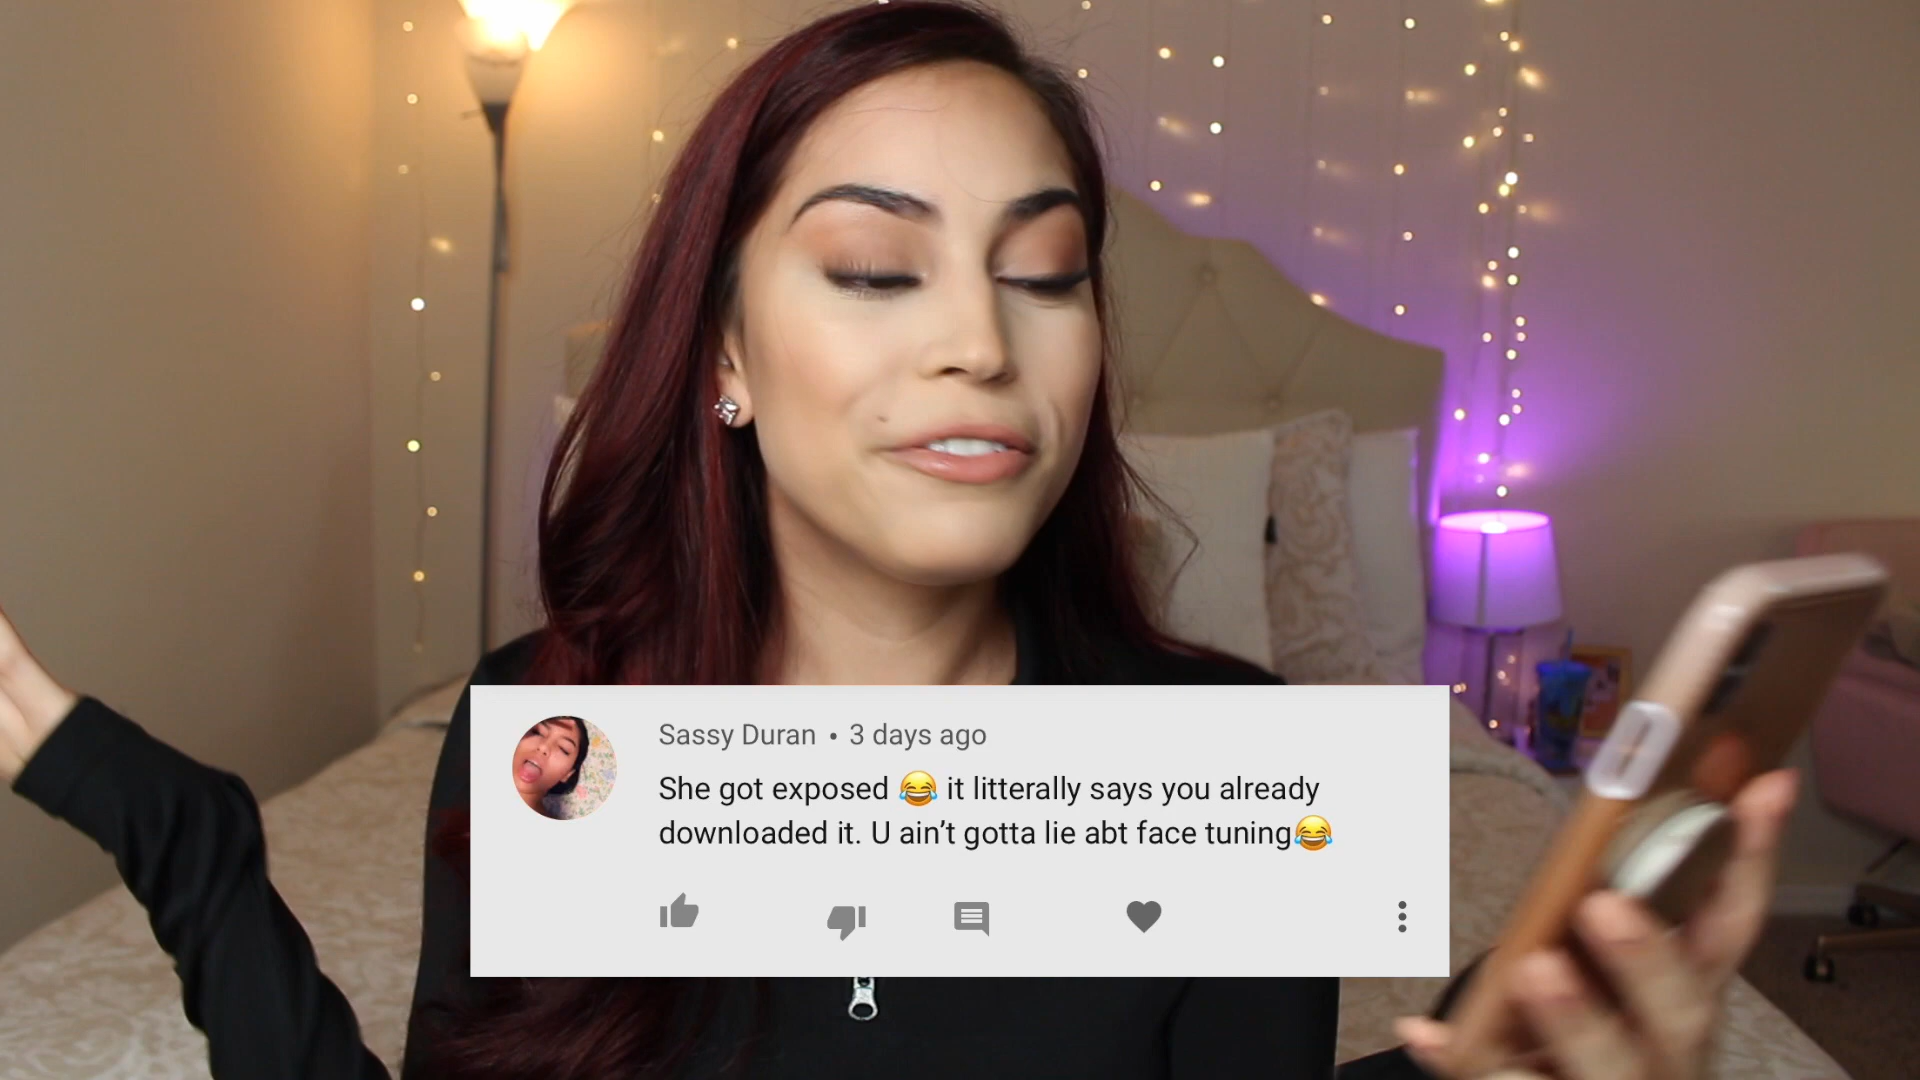 Sassy Duran • 3 days ago
She got exposed 😂 it litterally says you already
downloaded it. U ain’t gotta lie abt face tuning😂